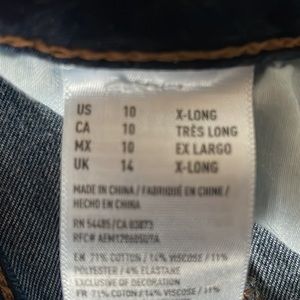 US 10 X-LONG
CA 10 TRÈS LONG
MX 10 EX LARGO
UK 14 X-LONG
MADE IN CHINA / FABRIQUÉ EN CHINE /
HECHO EN CHINA
RN 54485/CA 03873
EN 71% COTTON / 14% VISCOSE / 11%
POLYESTER / 4% ELASTANE
EXCLUSIVE OF DECORATION
FR 71% COTON / 14% VISCOSE / 11%